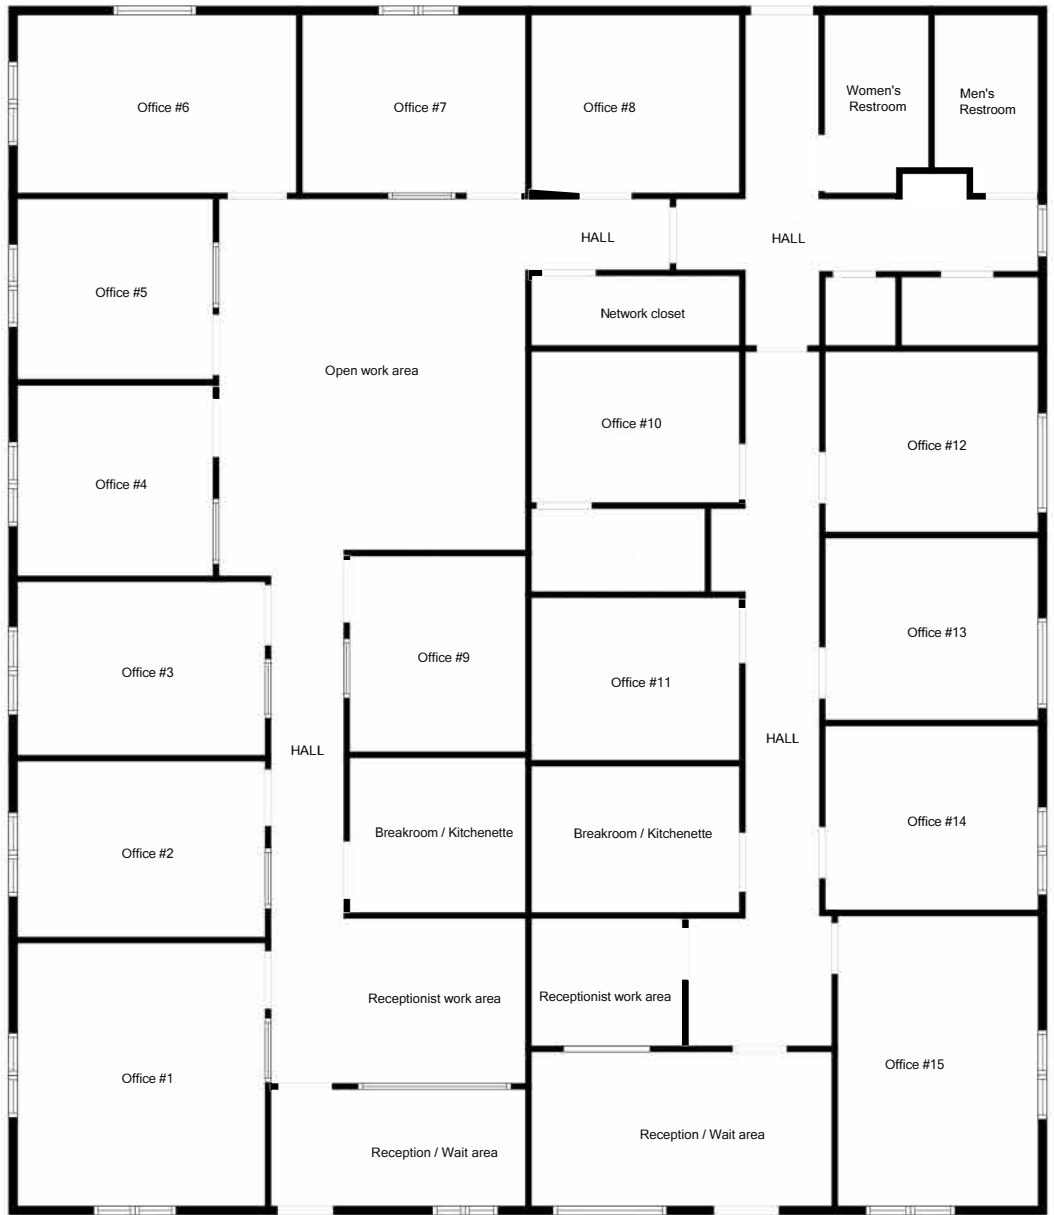 Office #6
Office #7
Office #8
Women's
Restroom
Men's
Restroom
HALL
HALL
Office #5
Network closet
Open work area
Office #10
Office #12
Office #4
Office #13
Office #9
Office #3
Office #11
HALL
HALL
Office #14
Breakroom / Kitchenette
Breakroom / Kitchenette
Office #2
Receptionist work area
Receptionist work area
Office #15
Office #1
Reception / Wait area
Reception / Wait area